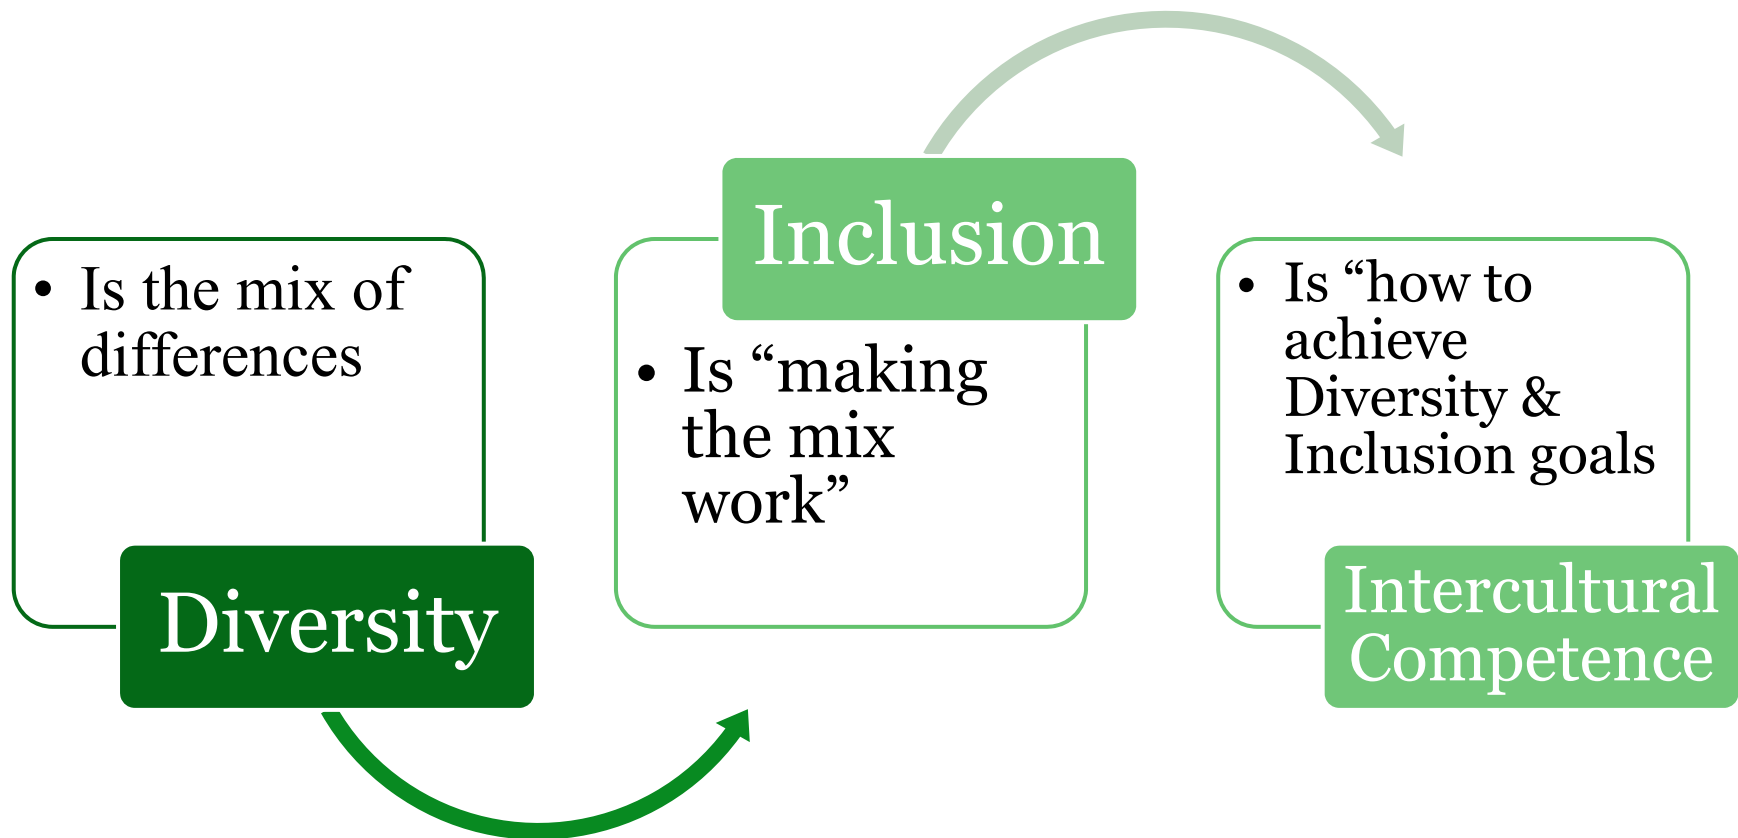 • Is the mix of
differences
Diversity
Inclusion
• Is “making
the mix
work”
• Is “how to
achieve
Diversity &
Inclusion goals
Intercultural
Competence